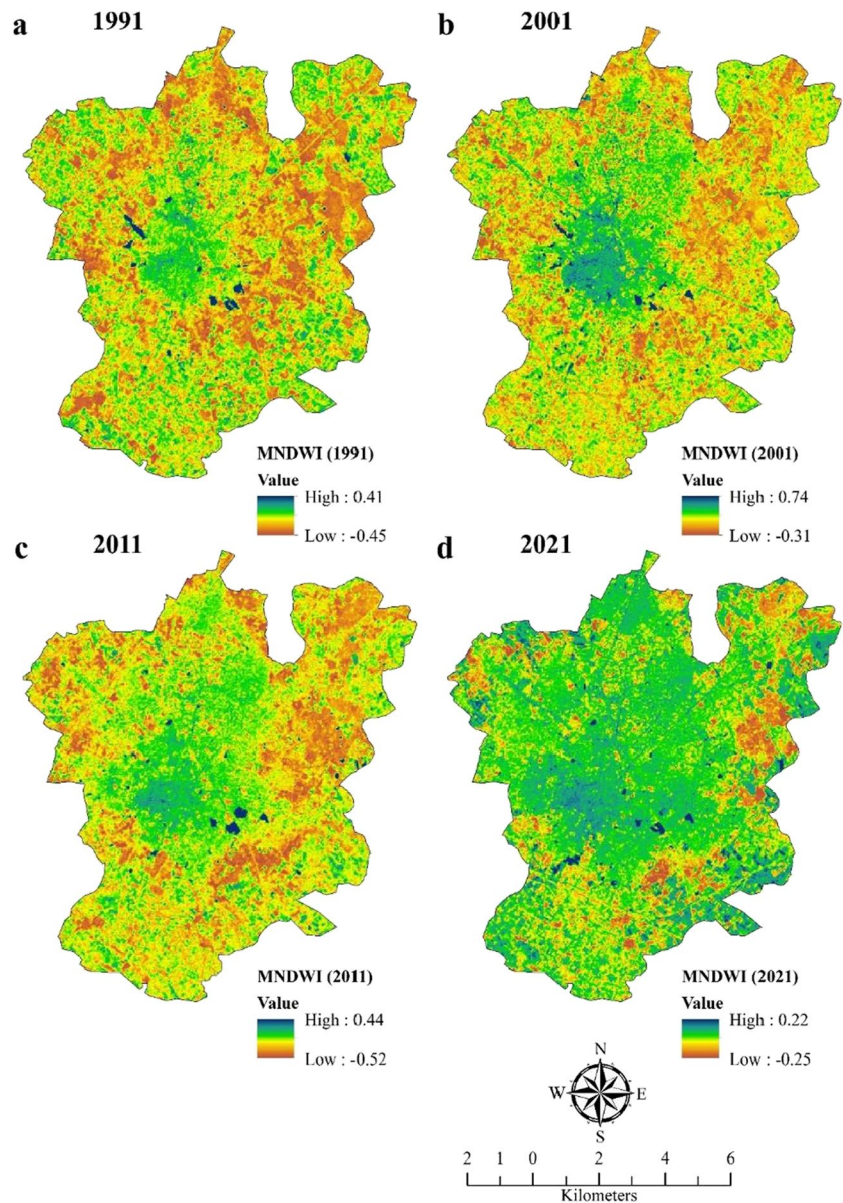 a 1991
b 2001
MNDWI (1991)
Value
High : 0.41
Low : -0.45
MNDWI (2001)
Value
High : 0.74
Low : -0.31
c 2011
d 2021
MNDWI (2011)
Value
High : 0.44
Low : -0.52
MNDWI (2021)
Value
High : 0.22
Low : -0.25
N
W E
S
2 1 0 2 4 6
Kilometers